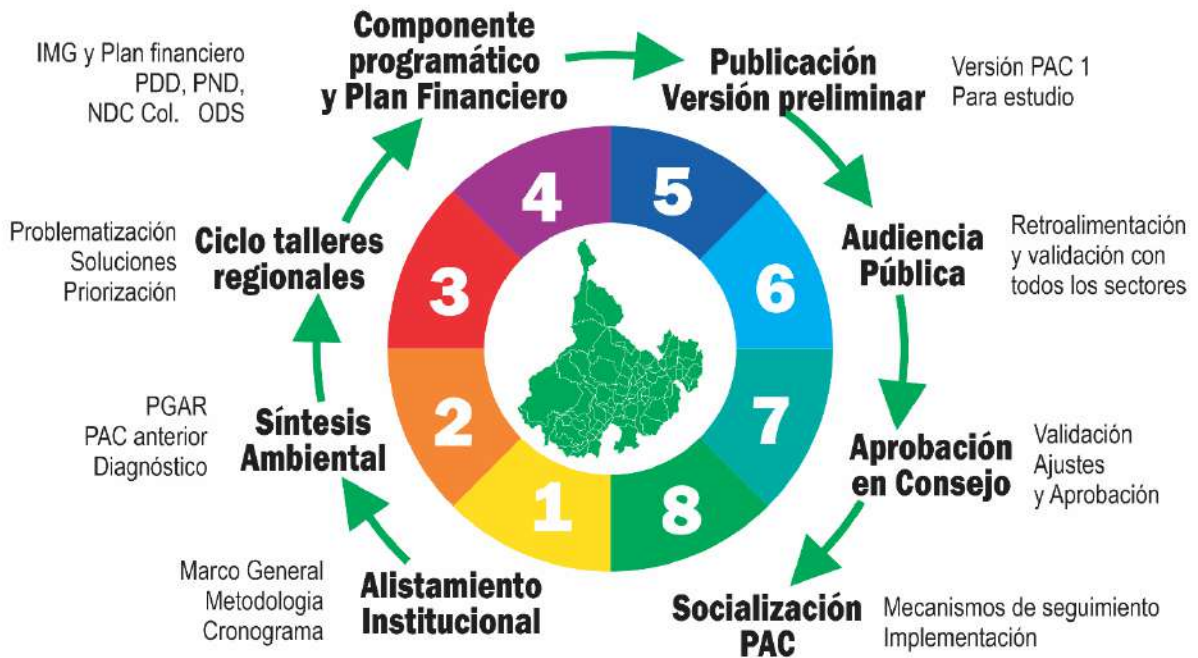 Alistamiento
Institucional
Marco General
Metodologia
Cronograma
1
Síntesis
Ambiental
PGAR
PAC anterior
Diagnóstico
2
Ciclo talleres
regionales
Problematización
Soluciones
Priorización
3
Componente
programático
y Plan Financiero
IMG y Plan financiero
PDD, PND,
NDC Col. ODS
4
Publicación
Versión preliminar
Versión PAC 1
Para estudio
5
Audiencia
Pública
Retroalimentación
y validación con
todos los sectores
6
Aprobación
en Consejo
Validación
Ajustes
y Aprobación
7
Socialización
PAC
Mecanismos de seguimiento
Implementación
8